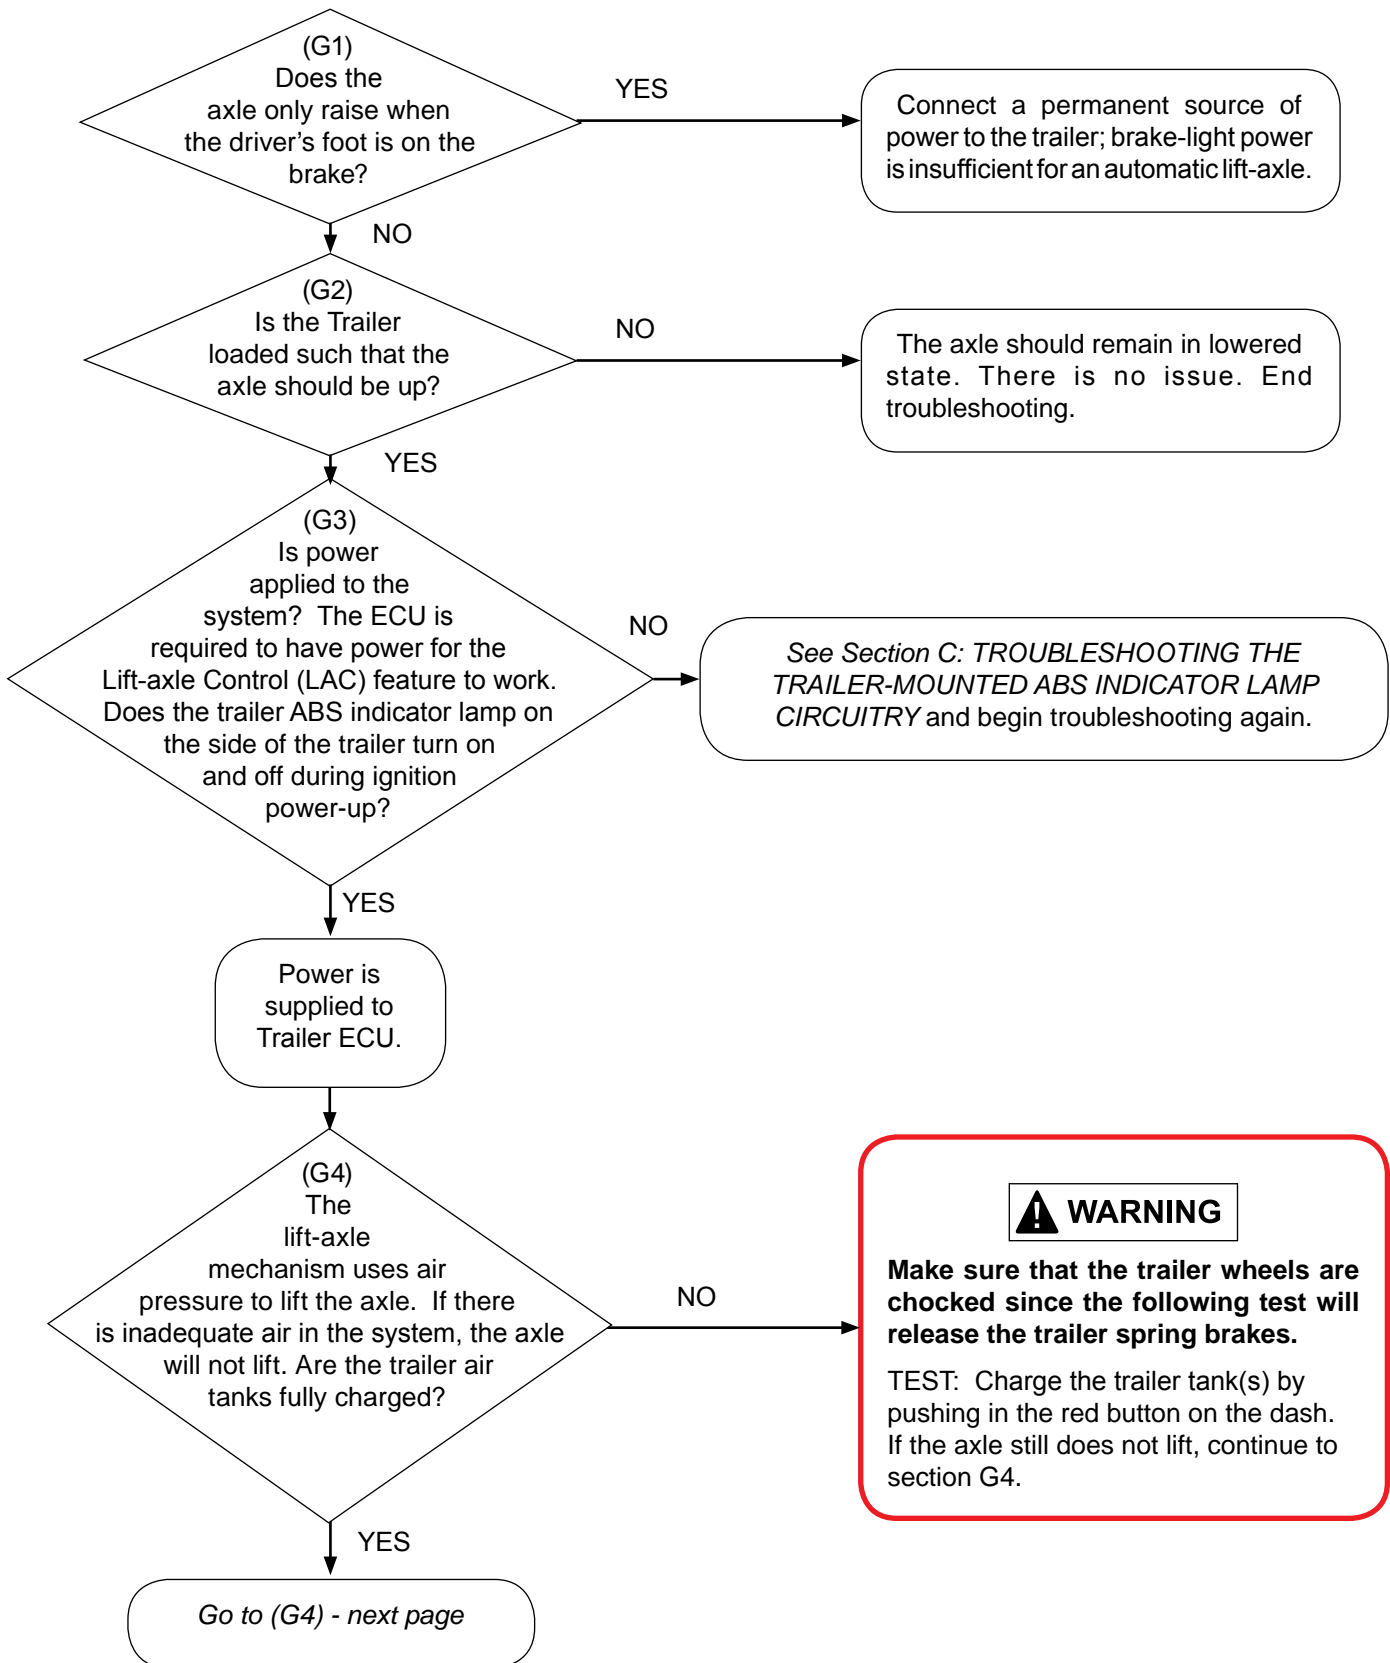 (G1)
Does the
axle only raise when
the driver’s foot is on the
brake?
YES
Connect a permanent source of
power to the trailer; brake-light power
is insufficient for an automatic lift-axle.
NO
(G2)
Is the Trailer
loaded such that the
axle should be up?
NO
The axle should remain in lowered
state. There is no issue. End
troubleshooting.
YES
(G3)
Is power
applied to the
system? The ECU is
required to have power for the
Lift-axle Control (LAC) feature to work.
Does the trailer ABS indicator lamp on
the side of the trailer turn on
and off during ignition
power-up?
NO
See Section C: TROUBLESHOOTING THE
TRAILER-MOUNTED ABS INDICATOR LAMP
CIRCUITRY and begin troubleshooting again.
YES
Power is
supplied to
Trailer ECU.
(G4)
The
lift-axle
mechanism uses air
pressure to lift the axle. If there
is inadequate air in the system, the axle
will not lift. Are the trailer air
tanks fully charged?
NO
WARNING
Make sure that the trailer wheels are
chocked since the following test will
release the trailer spring brakes.
TEST: Charge the trailer tank(s) by
pushing in the red button on the dash.
If the axle still does not lift, continue to
section G4.
YES
Go to (G4) - next page